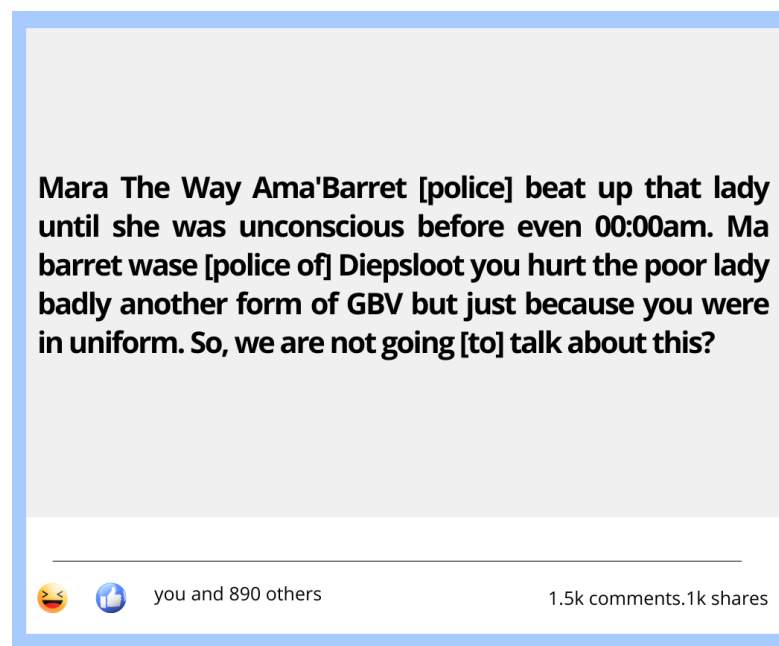 Mara The Way Ama'Barret [police] beat up that lady
until she was unconscious before even 00:00am. Ma
barret wase [police of] Diepsloot you hurt the poor lady
badly another form of GBV but just because you were
in uniform. So, we are not going [to] talk about this?
you and 890 others
1.5k comments.1k shares